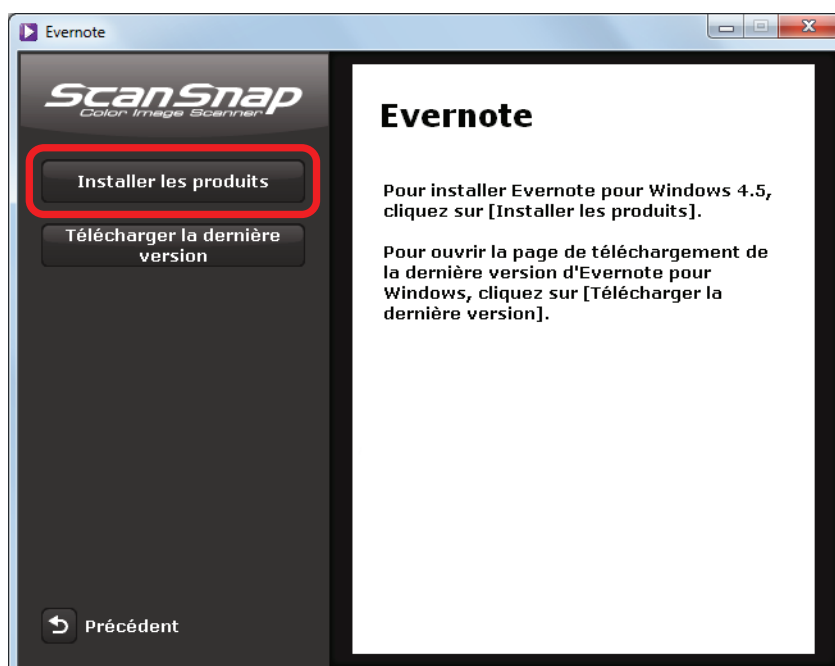 Evernote
ScanSnap
Color Image Scanner
Installer les produits
Télécharger la dernière
version
Précédent
Evernote
Pour installer Evernote pour Windows 4.5,
cliquez sur [Installer les produits].
Pour ouvrir la page de téléchargement de
la dernière version d'Evernote pour
Windows, cliquez sur [Télécharger la
dernière version].